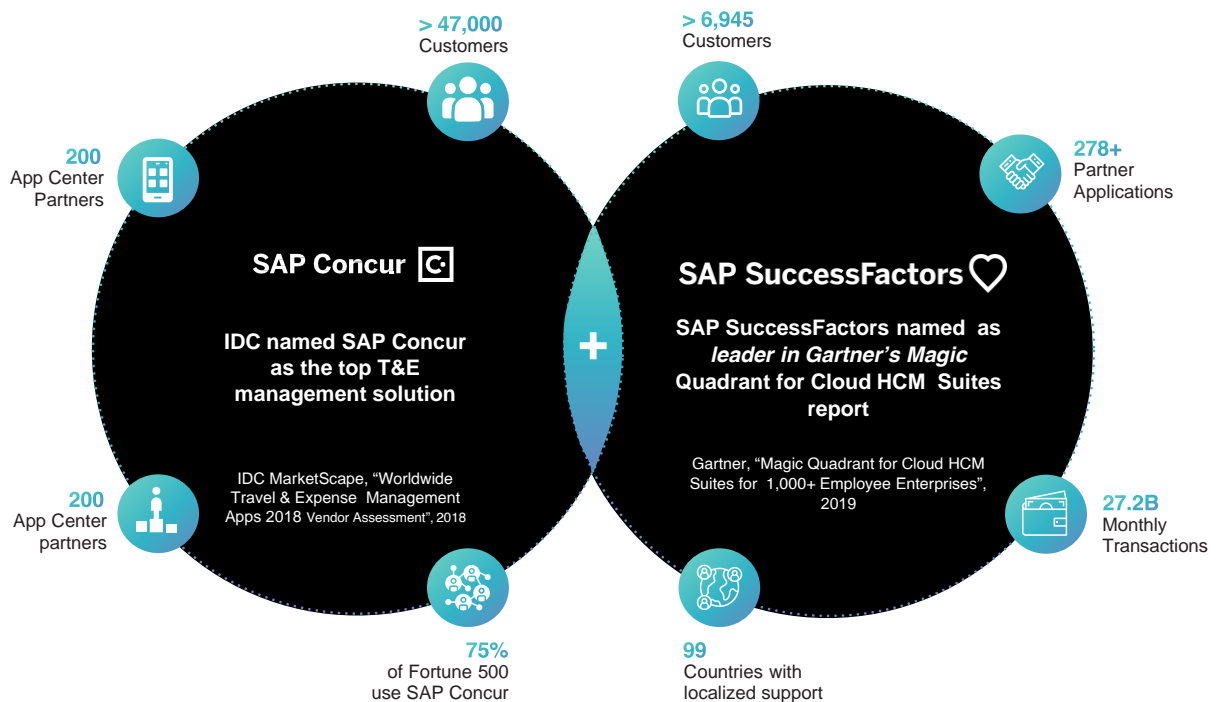 > 47,000
Customers
> 6,945
Customers
200
App Center
Partners
278+
Partner
Applications
SAP Concur C.
IDC named SAP Concur
as the top T&E
management solution
IDC MarketScape, “Worldwide
Travel & Expense Management
Apps 2018 Vendor Assessment”, 2018
+
SAP SuccessFactors
SAP SuccessFactors named as
leader in Gartner’s Magic
Quadrant for Cloud HCM Suites
report
Gartner, “Magic Quadrant for Cloud HCM
Suites for 1,000+ Employee Enterprises”,
2019
200
App Center
partners
27.2B
Monthly
Transactions
75%
of Fortune 500
use SAP Concur
99
Countries with
localized support